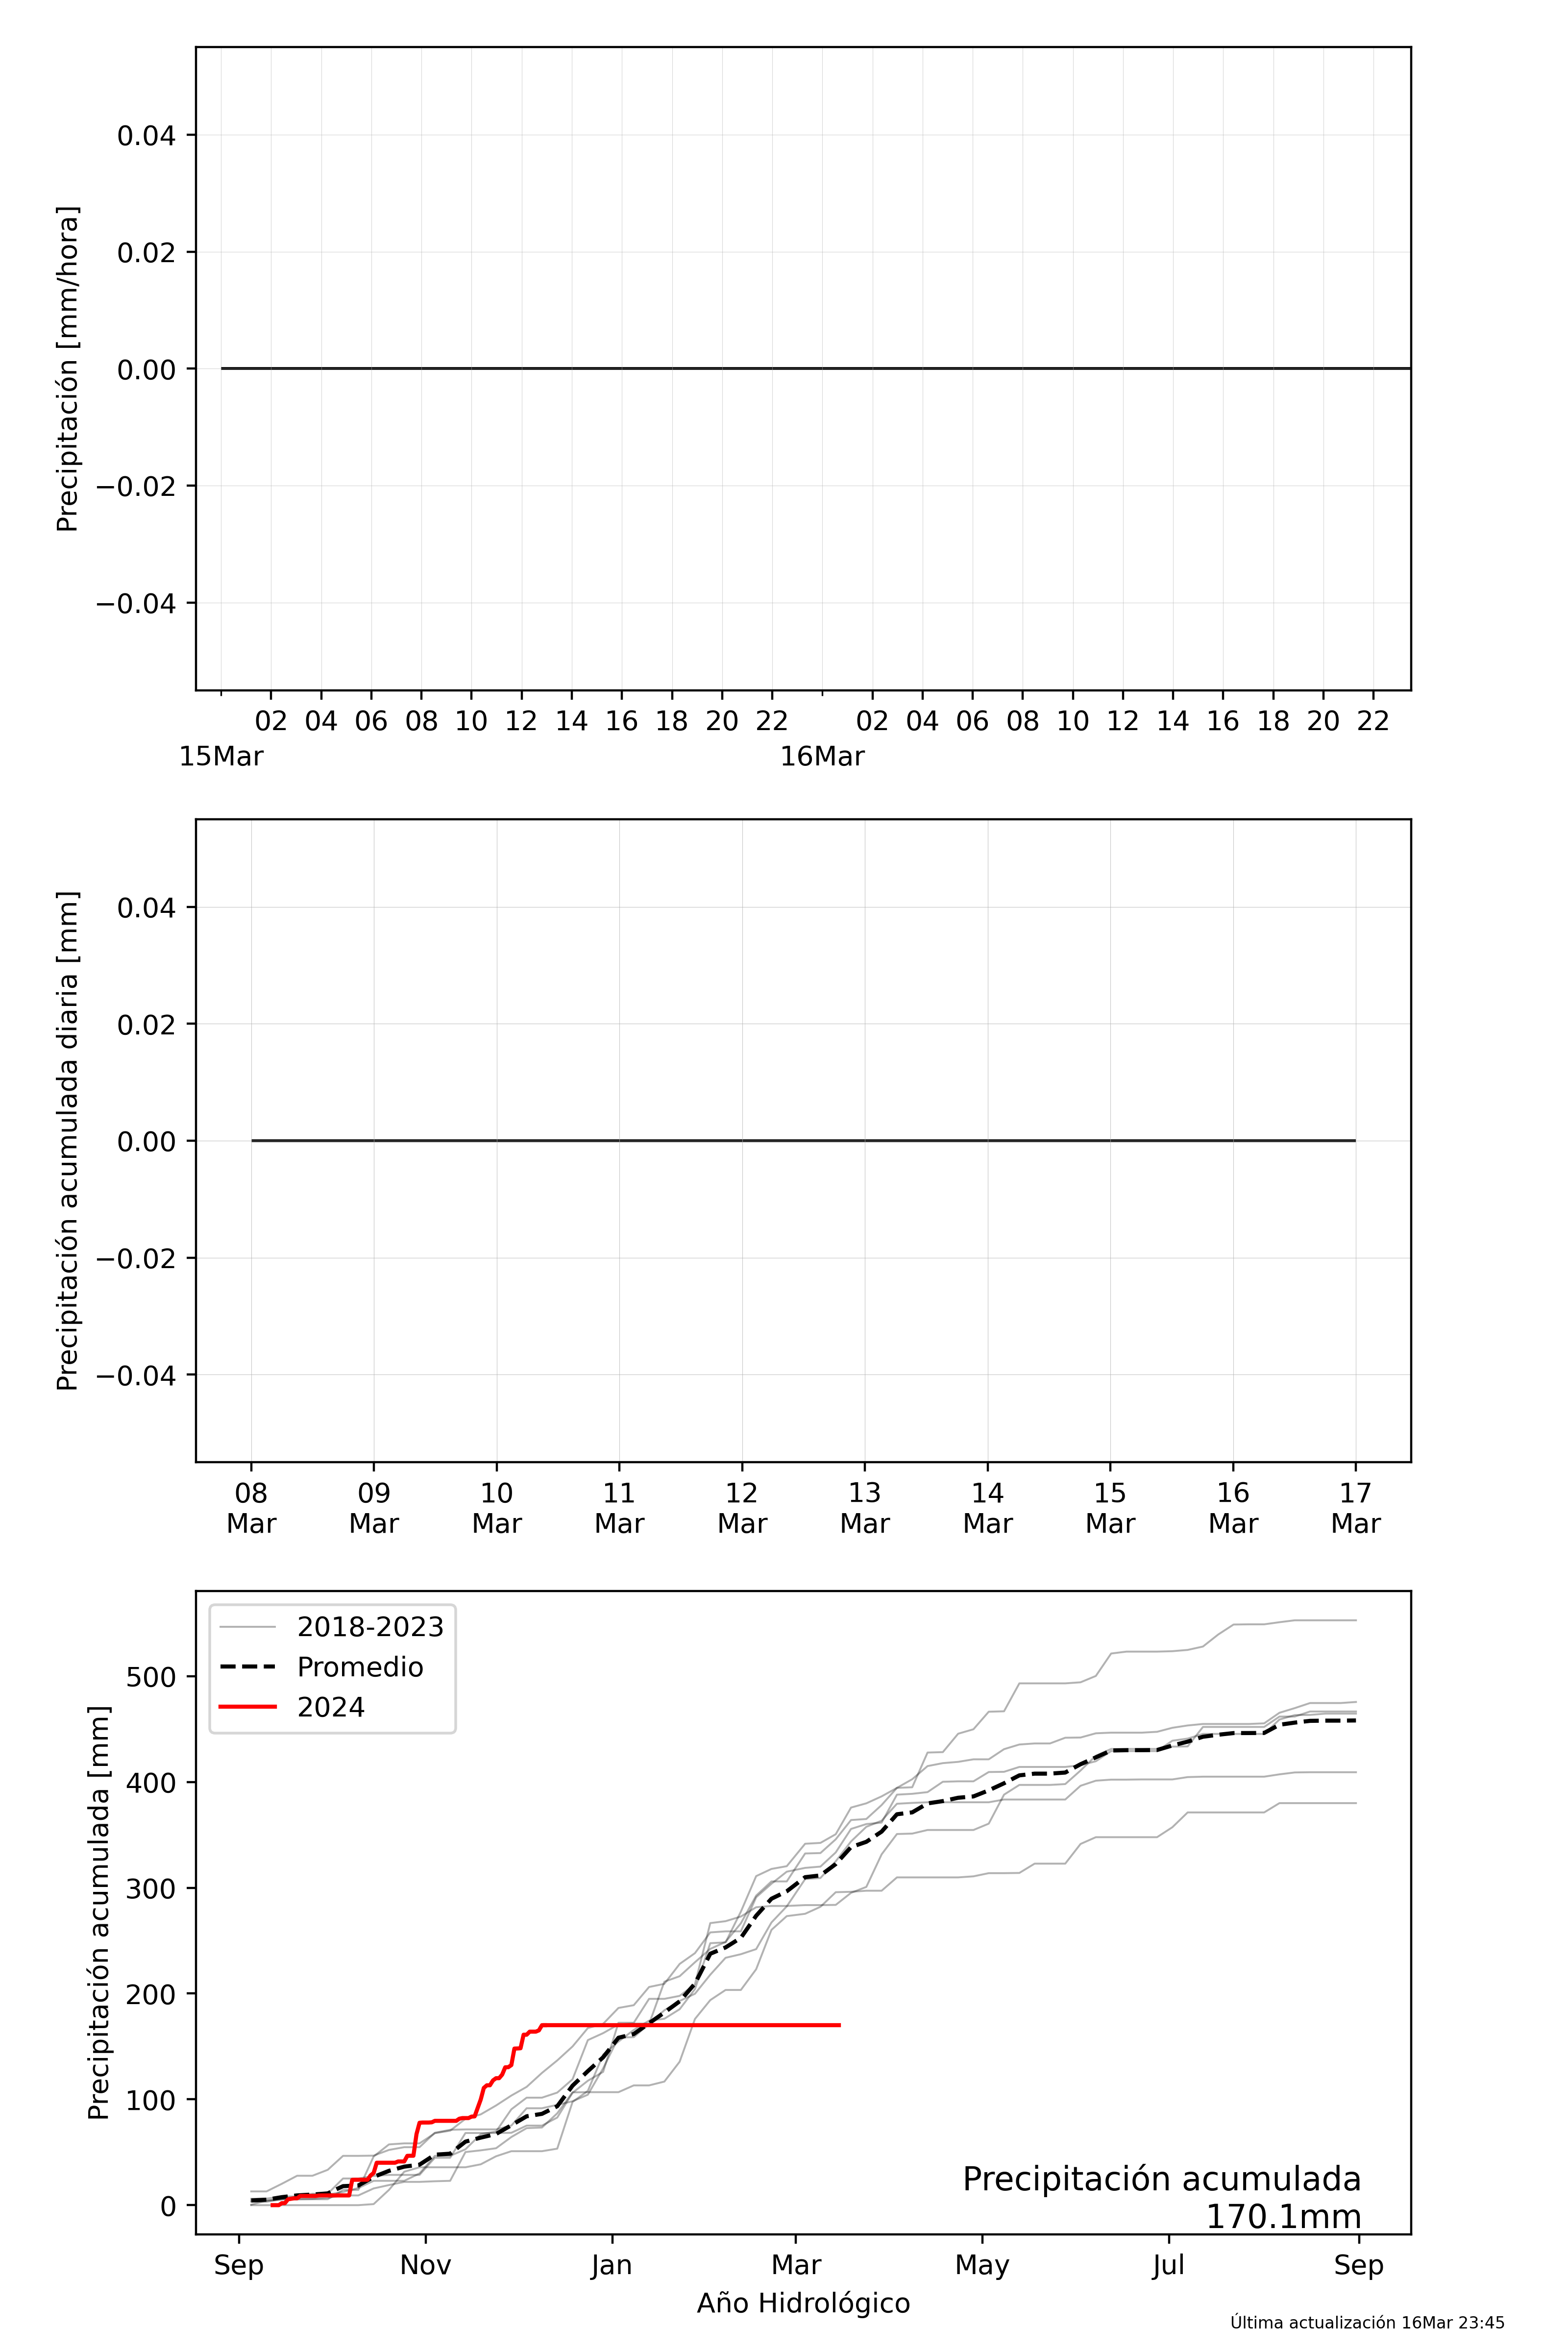 Precipitación [mm/hora]
0.04
0.02
0.00
−0.02
−0.04
02 04 06 08 10 12 14 16 18 20 22 02 04 06 08 10 12 14 16 18 20 22
15Mar 16Mar
Precipitación acumulada diaria [mm]
0.04
0.02
0.00
−0.02
−0.04
08 09 10 11 12 13 14 15 16 17
Mar Mar Mar Mar Mar Mar Mar Mar Mar Mar
Precipitación acumulada [mm]
500
400
300
200
100
0
2018-2023
Promedio
2024
Precipitación acumulada
170.1mm
Sep Nov Jan Mar May Jul Sep
Año Hidrológico
Última actualización 16Mar 23:45